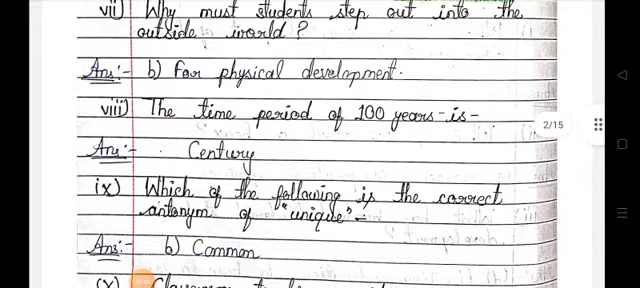 vii) Why must students step out into the
outside world?
Ans:- b) For physical development.
viii) The time period of 100 years is -
2/15
Ans:- . Century
ix) Which of the following is the correct
antonym of "unique" -
Ans:- b) Common